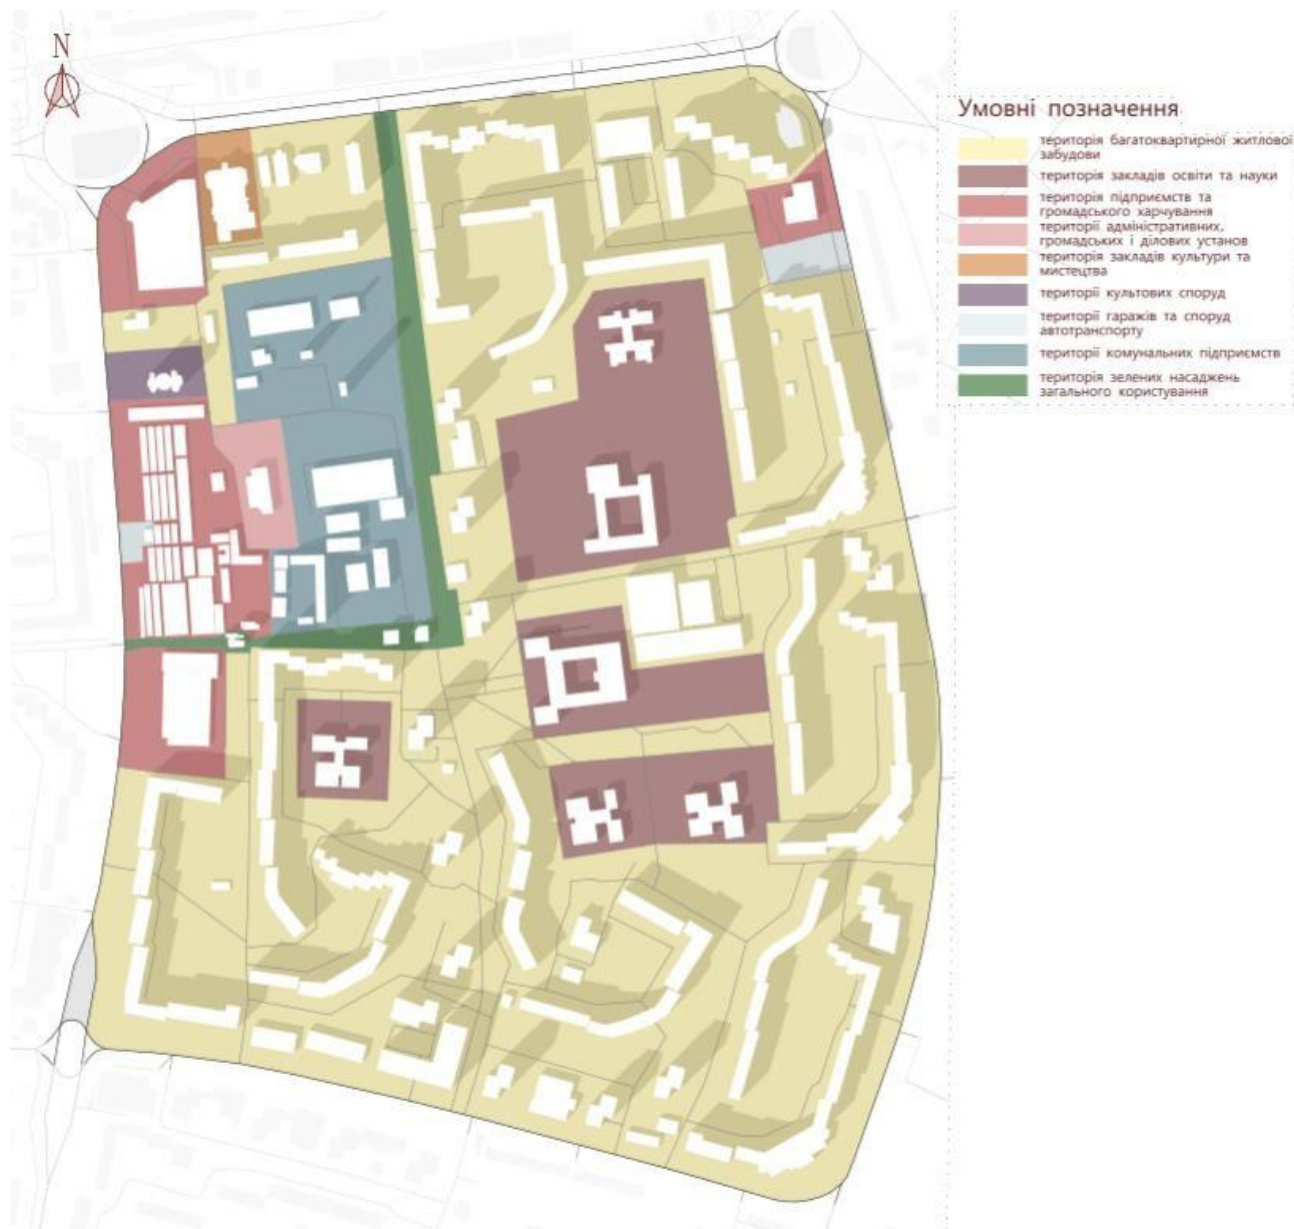 N
Умовні позначення
територія багатоквартирної житлової
забудови
територія закладів освіти та науки
територія підприємств та
громадського харчування
території адміністративних,
громадських і ділових установ
територія закладів культури та
мистецтва
території культових споруд
території гаражів та споруд
автотранспорту
території комунальних підприємств
територія зелених насаджень
загального користування